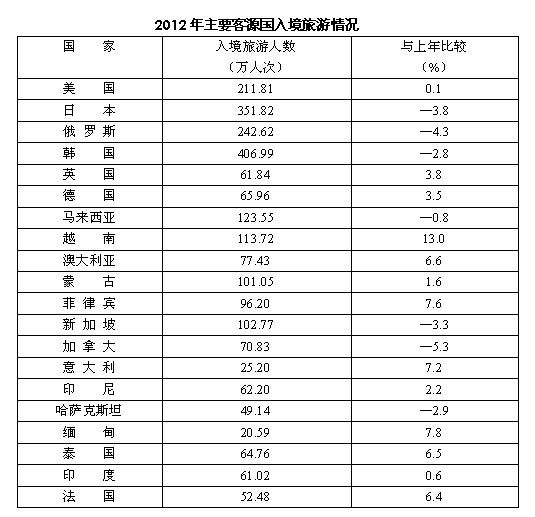 2012年主要客源国入境旅游情况
国 家 入境旅游人数 与上年比较
（万人次） （%）
美 国 211.81 0.1
日 本 351.82 —3.8
俄 罗 斯 242.62 —4.3
韩 国 406.99 —2.8
英 国 61.84 3.8
德 国 65.96 3.5
马来西亚 123.55 —0.8
越 南 113.72 13.0
澳大利亚 77.43 6.6
蒙 古 101.05 1.6
菲 律 宾 96.20 7.6
新 加 坡 102.77 —3.3
加 拿 大 70.83 —5.3
意 大 利 25.20 7.2
印 尼 62.20 2.2
哈萨克斯坦 49.14 —2.9
缅 甸 20.59 7.8
泰 国 64.76 6.5
印 度 61.02 0.6
法 国 52.48 6.4